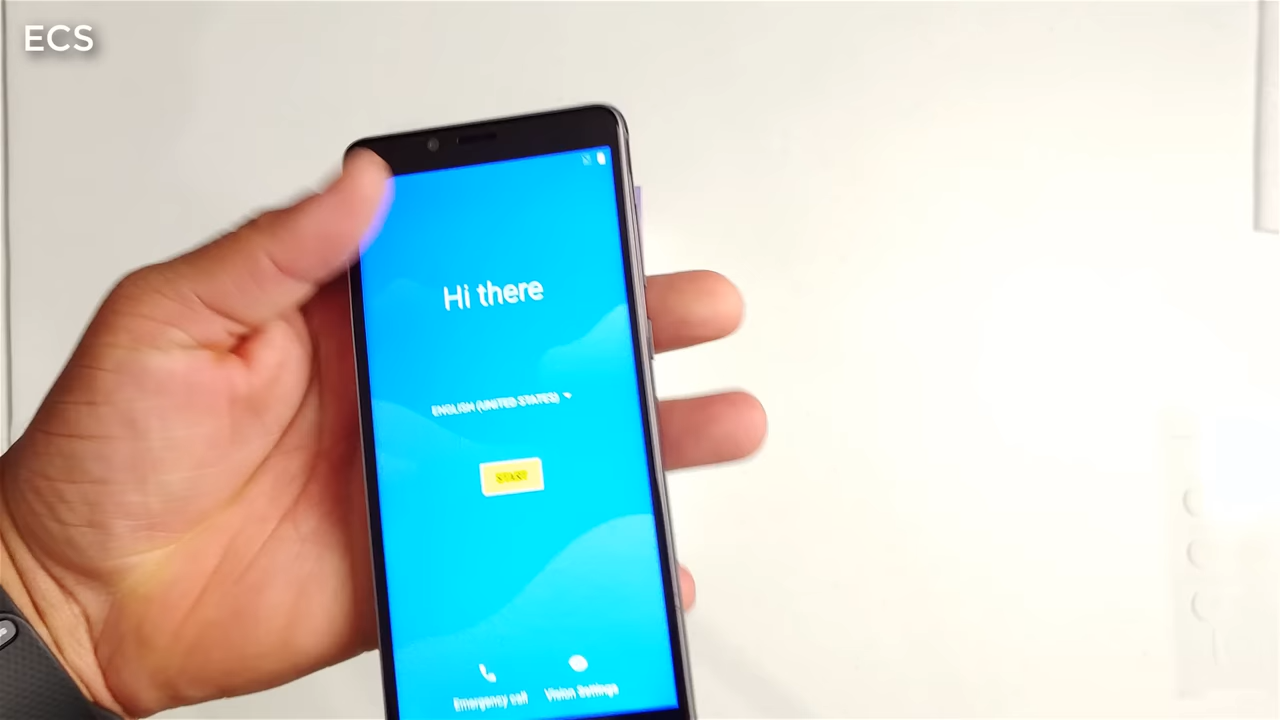 ECS
Hi there
ENGLISH (UNITED STATES)
START
Emergency call
Vision Settings